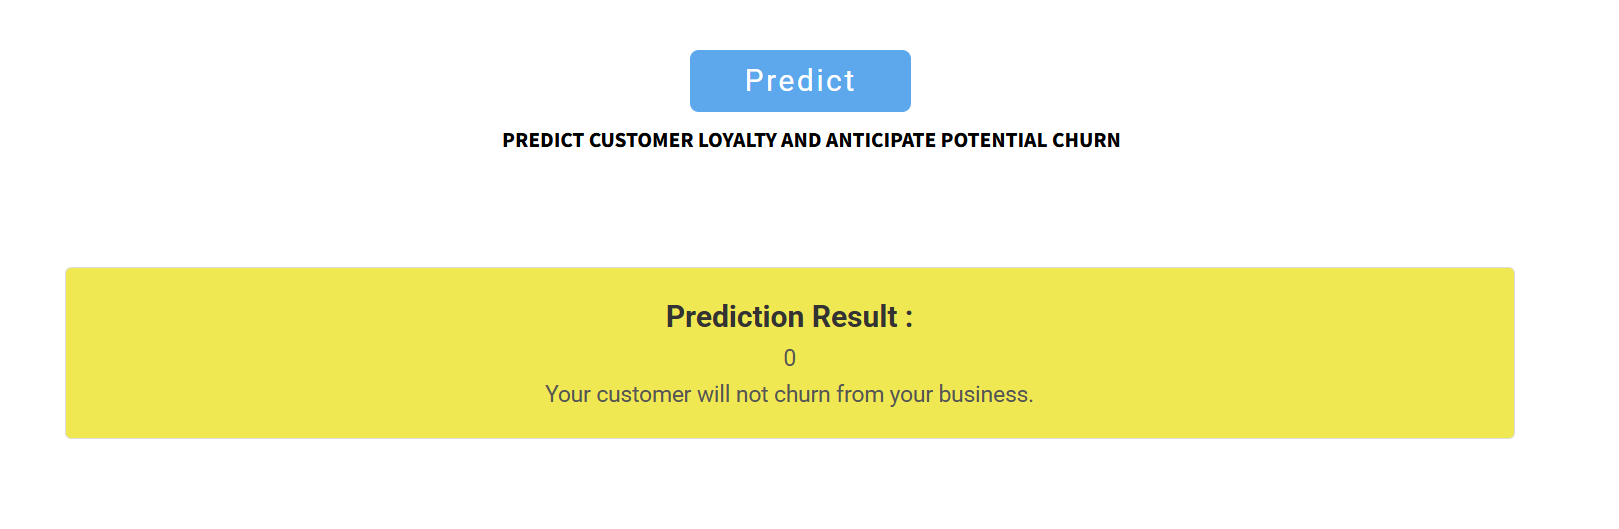 Predict
PREDICT CUSTOMER LOYALTY AND ANTICIPATE POTENTIAL CHURN
Prediction Result :
0
Your customer will not churn from your business.